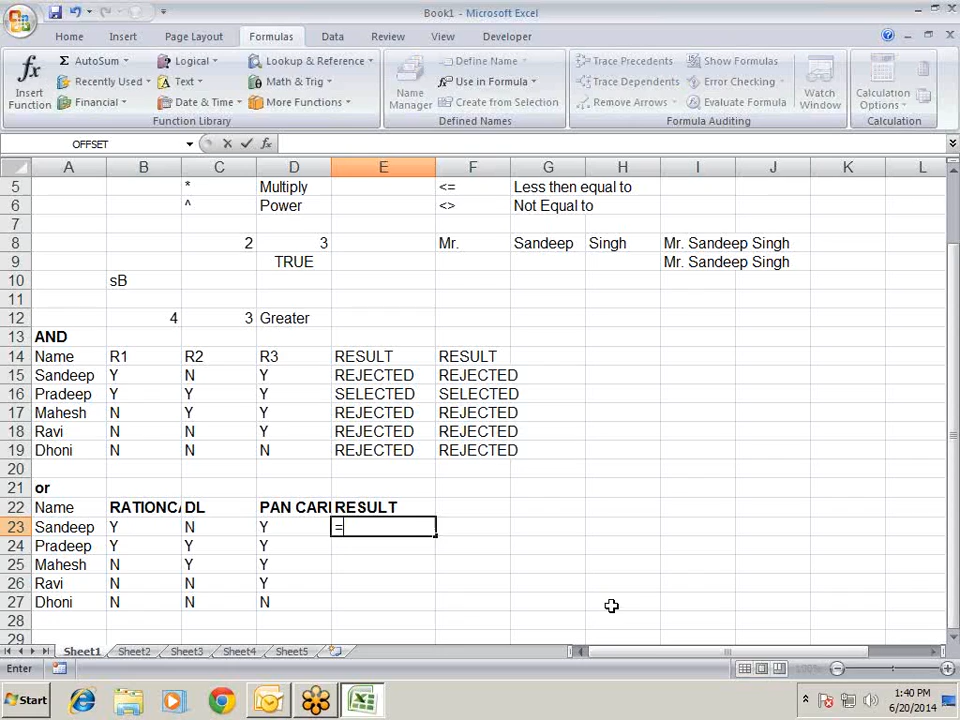 Book1 - Microsoft Excel
Home Insert Page Layout Formulas Data Review View Developer
fx Insert Function
Σ AutoSum
Recently Used
Financial
Logical
Text
Date & Time
Lookup & Reference
Math & Trig
More Functions
Function Library
Name Manager
Define Name
Use in Formula
Create from Selection
Defined Names
Trace Precedents
Trace Dependents
Remove Arrows
Show Formulas
Error Checking
Evaluate Formula
Formula Auditing
Watch Window
Calculation Options
Calculation
OFFSET fx
A B C D E F G H I J K L
5 * Multiply <= Less then equal to
6 ^ Power <> Not Equal to
7
8 2 3 Mr. Sandeep Singh Mr. Sandeep Singh
9 TRUE Mr. Sandeep Singh
10 sB
11
12 4 3 Greater
13 AND
14 Name R1 R2 R3 RESULT RESULT
15 Sandeep Y N Y REJECTED REJECTED
16 Pradeep Y Y Y SELECTED SELECTED
17 Mahesh N Y Y REJECTED REJECTED
18 Ravi N N Y REJECTED REJECTED
19 Dhoni N N N REJECTED REJECTED
20
21 or
22 Name RATIONCA DL PAN CARI RESULT
23 Sandeep Y N Y =
24 Pradeep Y Y Y
25 Mahesh N Y Y
26 Ravi N N Y
27 Dhoni N N N
28
29
Sheet1 Sheet2 Sheet3 Sheet4 Sheet5
Enter 100%
Start 1:40 PM
6/20/2014